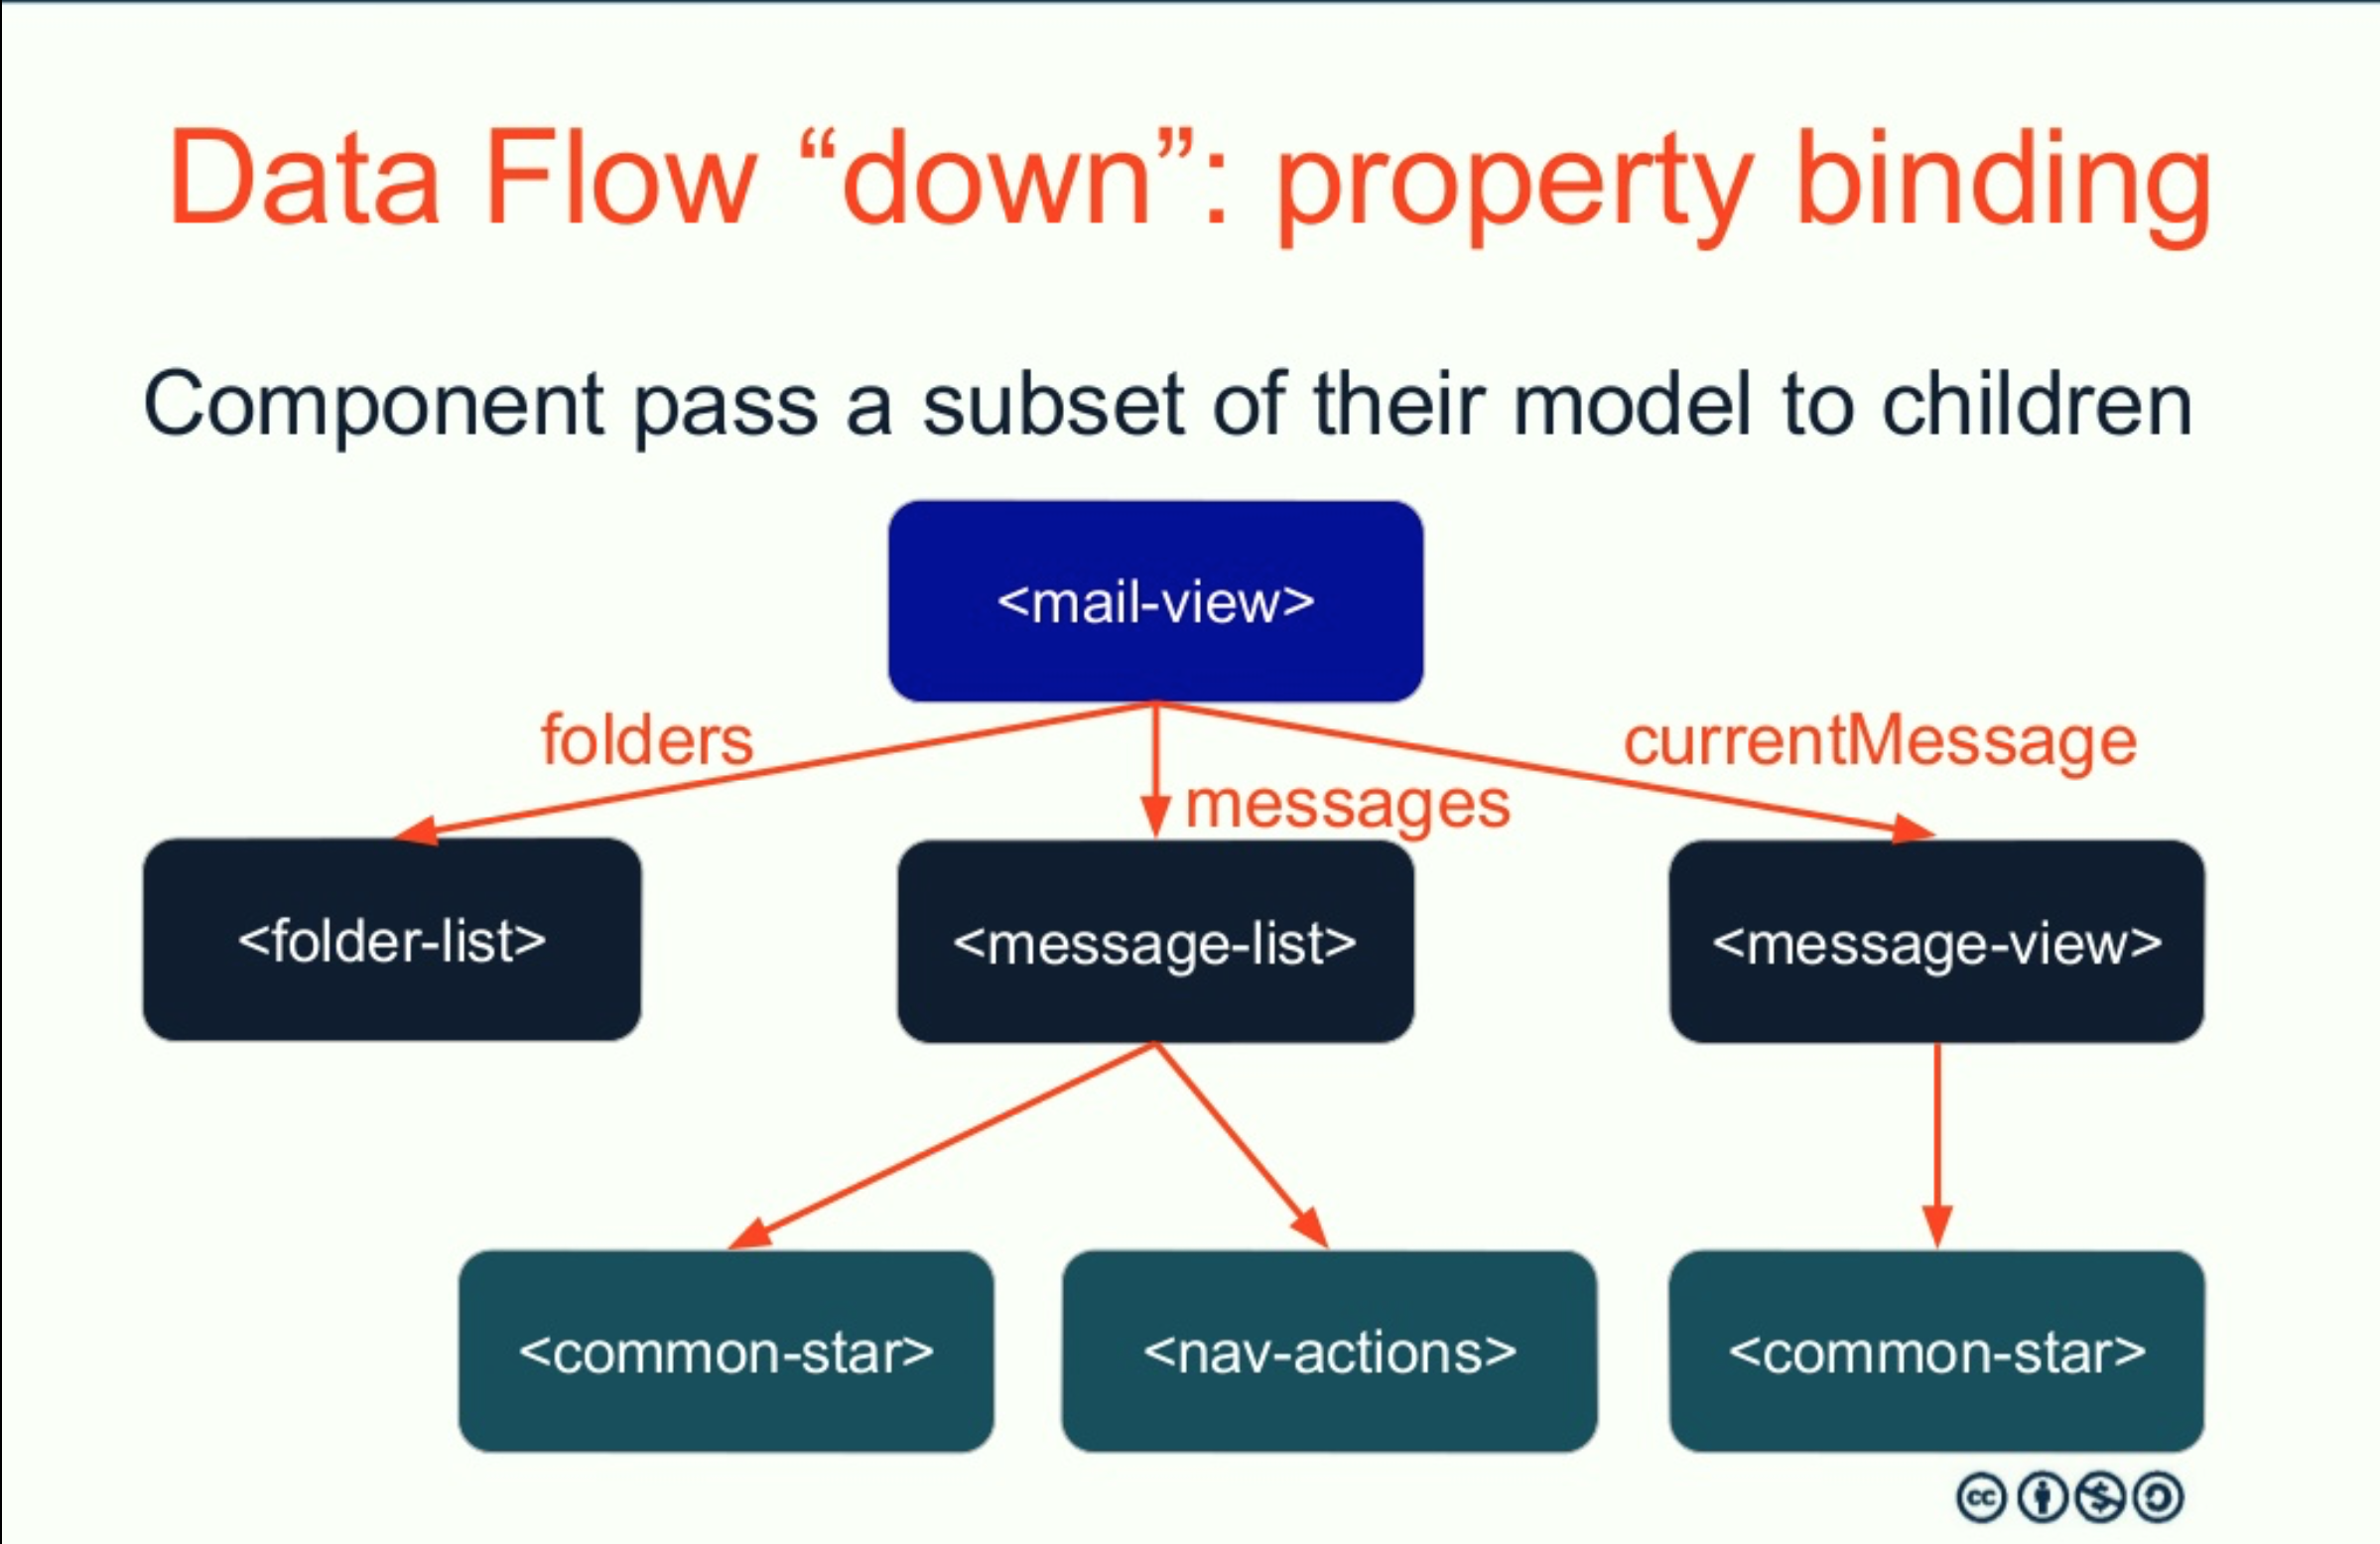 Data Flow “down”: property binding
Component pass a subset of their model to children
<mail-view>
folders
currentMessage
messages
<folder-list>
<message-list>
<message-view>
<common-star>
<nav-actions>
<common-star>
cc